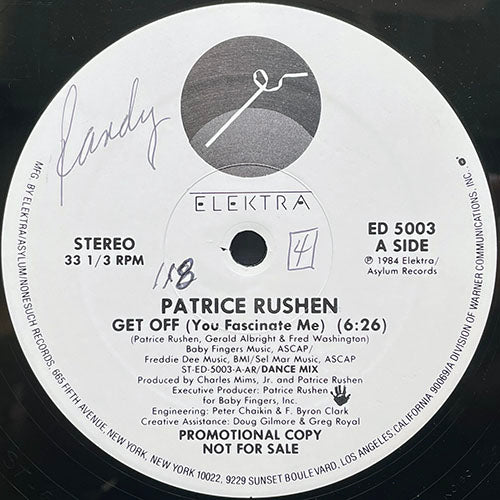 Randy
ELEKTRA
STEREO
33 1/3 RPM
ED 5003
A SIDE
℗ 1984 Elektra/
Asylum Records
118
4
PATRICE RUSHEN
GET OFF (You Fascinate Me) (6:26)
(Patrice Rushen, Gerald Albright & Fred Washington)
Baby Fingers Music, ASCAP/
Freddie Dee Music, BMI/Sel Mar Music, ASCAP
ST-ED-5003-A-AR/DANCE MIX
Produced by Charles Mims, Jr. and Patrice Rushen
Executive Producer: Patrice Rushen
for Baby Fingers, Inc.
Engineering: Peter Chaikin & F. Byron Clark
Creative Assistance: Doug Gilmore & Greg Royal
PROMOTIONAL COPY
NOT FOR SALE
MFG. BY ELEKTRA/ASYLUM/NONESUCH RECORDS, 665 FIFTH AVENUE, NEW YORK, NEW YORK 10022, 9229 SUNSET BOULEVARD, LOS ANGELES, CALIFORNIA 90069/A DIVISION OF WARNER COMMUNICATIONS, INC.